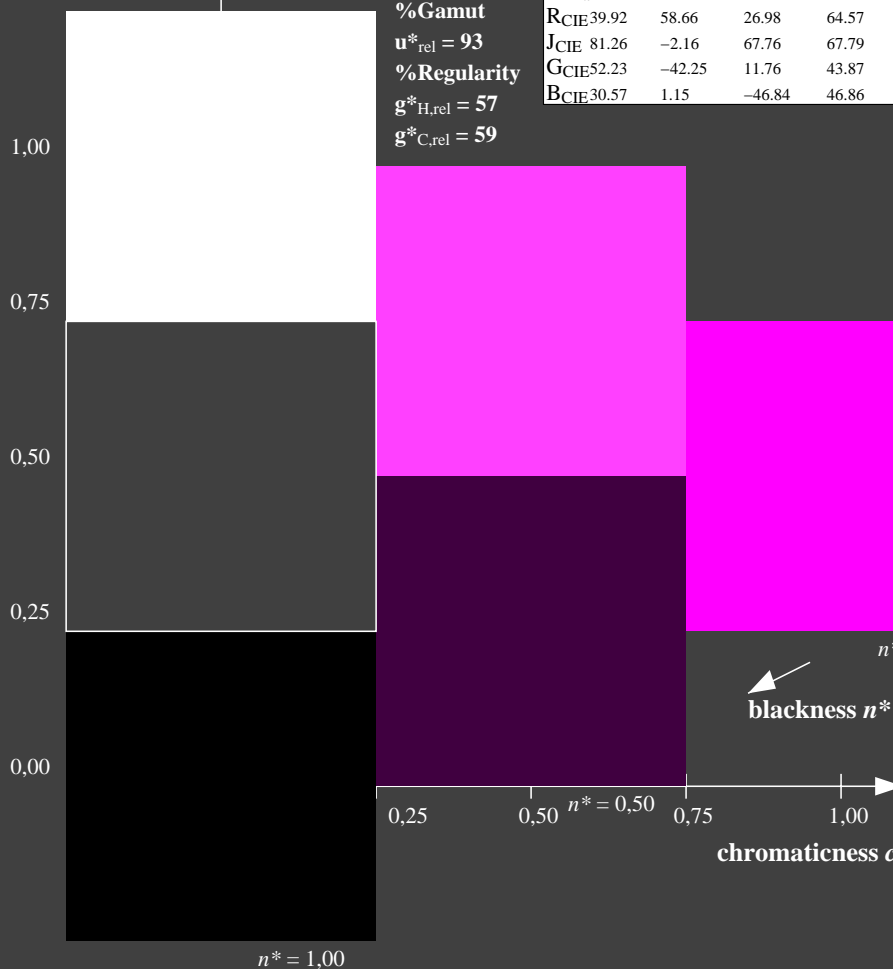 %Gamut
u*rel = 93
%Regularity
g*H,rel = 57
g*C,rel = 59
RCIE 39.92 58.66 26.98 64.57
JCIE 81.26 −2.16 67.76 67.79
GCIE 52.23 −42.25 11.76 43.87
BCIE 30.57 1.15 −46.84 46.86
1,00
0,75
0,50
0,25
0,00
n*
blackness n*
n* = 0,50
0,25 0,50 0,75 1,00
chromaticness c
n* = 1,00